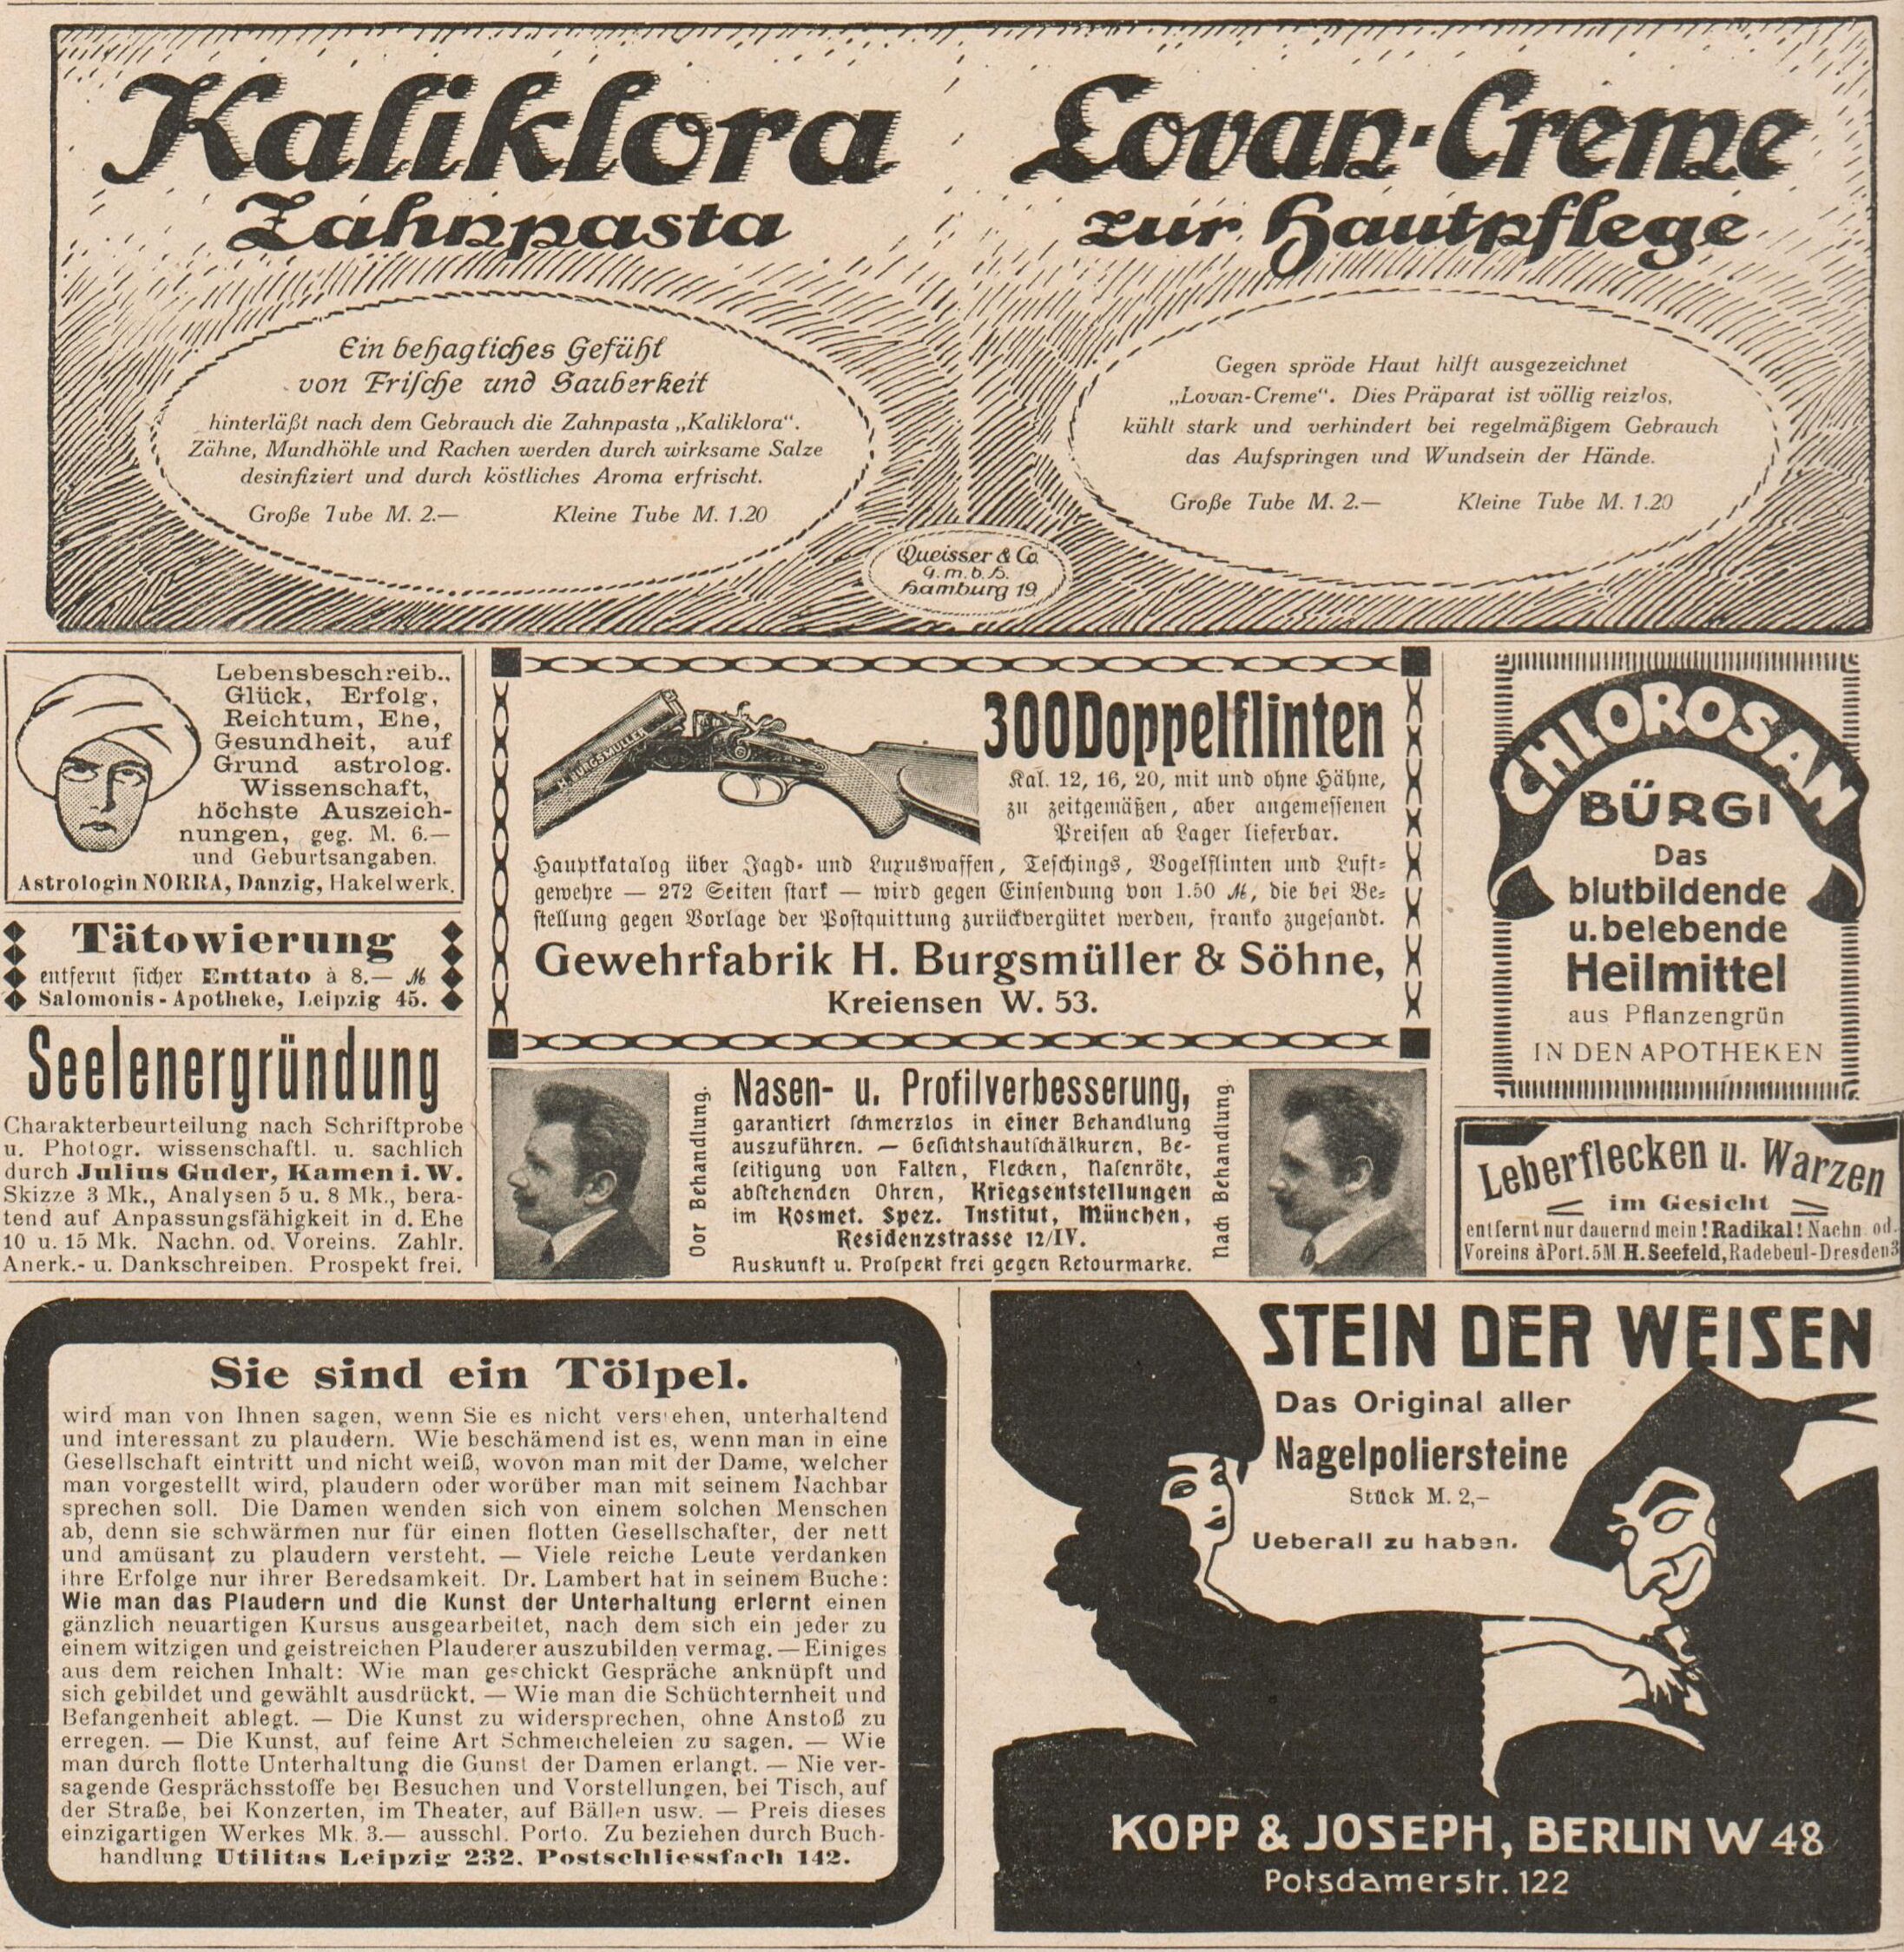 Kaliklora
Zahnpasta
Ein behagliches Gefühl
von Frische und Sauberkeit
hinterläßt nach dem Gebrauch die Zahnpasta „Kaliklora“.
Zähne, Mundhöhle und Rachen werden durch wirksame Salze
desinfiziert und durch köstliches Aroma erfrischt.
Große Tube M. 2.— Kleine Tube M. 1.20
Lovan-Creme
zur Hautpflege
Gegen spröde Haut hilft ausgezeichnet
„Lovan-Creme“. Dies Präparat ist völlig reizlos,
kühlt stark und verhindert bei regelmäßigem Gebrauch
das Aufspringen und Wundsein der Hände.
Große Tube M. 2.— Kleine Tube M. 1.20
Queisser & Co.
G.m.b.H.
Hamburg 19
Lebensbeschreib.,
Glück, Erfolg,
Reichtum, Ehe,
Gesundheit, auf
Grund astrolog.
Wissenschaft,
höchste Auszeich-
nungen, geg. M. 6.—
und Geburtsangaben.
Astrologin NORRA, Danzig, Hakelwerk.
Tätowierung
entfernt sicher Enttato à 8.— ℳ
Salomonis-Apotheke, Leipzig 45.
Seelenergründung
Charakterbeurteilung nach Schriftprobe
u. Photogr. wissenschaftl. u. sachlich
durch Julius Guder, Kamen i. W.
Skizze 3 Mk., Analysen 5 u. 8 Mk., bera-
tend auf Anpassungsfähigkeit in d. Ehe
10 u. 15 Mk. Nachn. od. Voreins. Zahlr.
Anerk.- u. Dankschreiben. Prospekt frei.
H. BURGSMÜLLER
300 Doppelflinten
Kal. 12, 16, 20, mit und ohne Hähne,
zu zeitgemäßen, aber angemessenen
Preisen ab Lager lieferbar.
Hauptkatalog über Jagd- und Luxuswaffen, Teschings, Vogelflinten und Luft-
gewehre — 272 Seiten stark — wird gegen Einsendung von 1.50 ℳ, die bei Be-
stellung gegen Vorlage der Postquittung zurückvergütet werden, franko zugesandt.
Gewehrfabrik H. Burgsmüller & Söhne,
Kreiensen W. 53.
Vor Behandlung.
Nasen- u. Profilverbesserung,
garantiert schmerzlos in einer Behandlung
auszuführen. — Gesichtshautschälkuren, Be-
seitigung von Falten, Flecken, Nasenröte,
abstehenden Ohren, Kriegsentstellungen
im Kosmet. Spez. Institut, München,
Residenzstrasse 12/IV.
Auskunft u. Prospekt frei gegen Retourmarke.
Nach Behandlung.
CHLOROSAN
BÜRGI
Das
blutbildende
u. belebende
Heilmittel
aus Pflanzengrün
IN DEN APOTHEKEN
Leberflecken u. Warzen
im Gesicht
entfernt nur dauernd mein ! Radikal ! Nachn. od.
Voreins à Port. 5M H. Seefeld, Radebeul-Dresden 3
Sie sind ein Tölpel.
wird man von Ihnen sagen, wenn Sie es nicht verstehen, unterhaltend
und interessant zu plaudern. Wie beschämend ist es, wenn man in eine
Gesellschaft eintritt und nicht weiß, wovon man mit der Dame, welcher
man vorgestellt wird, plaudern oder worüber man mit seinem Nachbar
sprechen soll. Die Damen wenden sich von einem solchen Menschen
ab, denn sie schwärmen nur für einen flotten Gesellschafter, der nett
und amüsant zu plaudern versteht. — Viele reiche Leute verdanken
ihre Erfolge nur ihrer Beredsamkeit. Dr. Lambert hat in seinem Buche:
Wie man das Plaudern und die Kunst der Unterhaltung erlernt einen
gänzlich neuartigen Kursus ausgearbeitet, nach dem sich ein jeder zu
einem witzigen und geistreichen Plauderer auszubilden vermag. — Einiges
aus dem reichen Inhalt: Wie man geschickt Gespräche anknüpft und
sich gebildet und gewählt ausdrückt. — Wie man die Schüchternheit und
Befangenheit ablegt. — Die Kunst zu widersprechen, ohne Anstoß zu
erregen. — Die Kunst, auf feine Art Schmeicheleien zu sagen. — Wie
man durch flotte Unterhaltung die Gunst der Damen erlangt. — Nie ver-
sagende Gesprächsstoffe bei Besuchen und Vorstellungen, bei Tisch, auf
der Straße, bei Konzerten, im Theater, auf Bällen usw. — Preis dieses
einzigartigen Werkes Mk. 3.— ausschl. Porto. Zu beziehen durch Buch-
handlung Utilitas Leipzig 232. Postschliessfach 142.
STEIN DER WEISEN
Das Original aller
Nagelpoliersteine
Stück M. 2,–
Ueberall zu haben.
KOPP & JOSEPH, BERLIN W 48
Potsdamerstr. 122